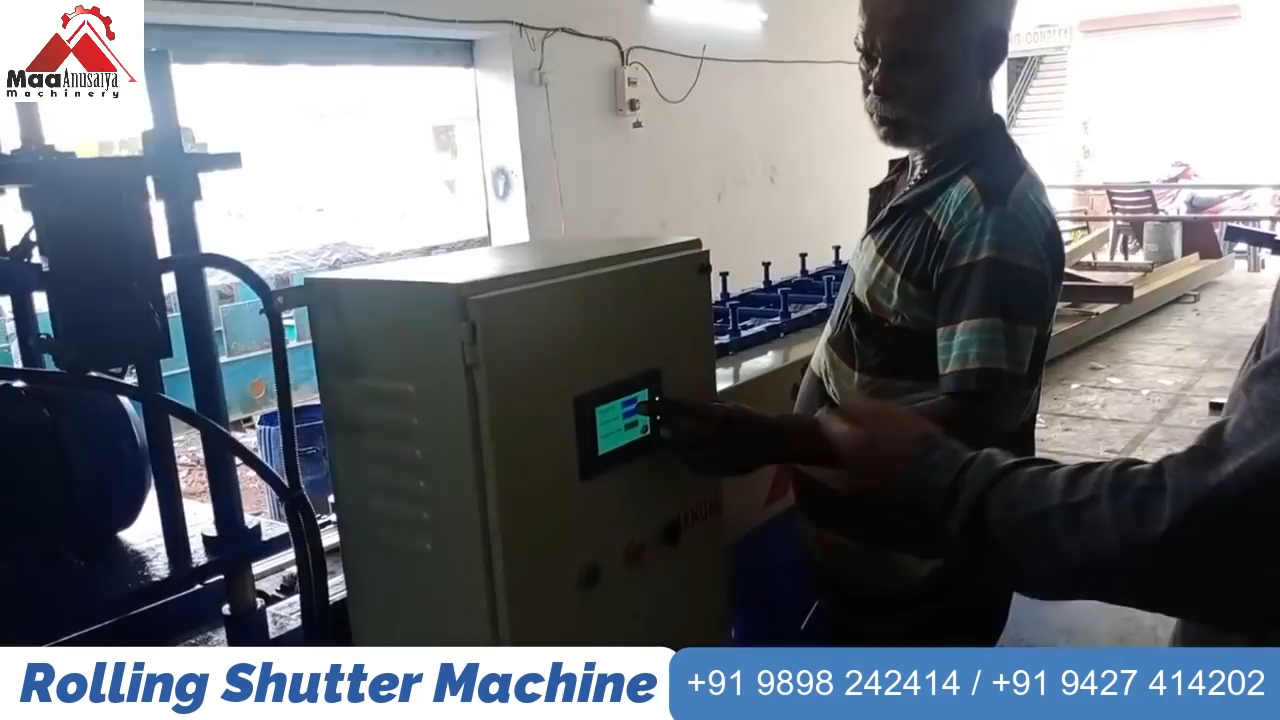 Maa Anusaiya
Machinery
Rolling Shutter Machine
+91 9898 242414 / +91 9427 414202